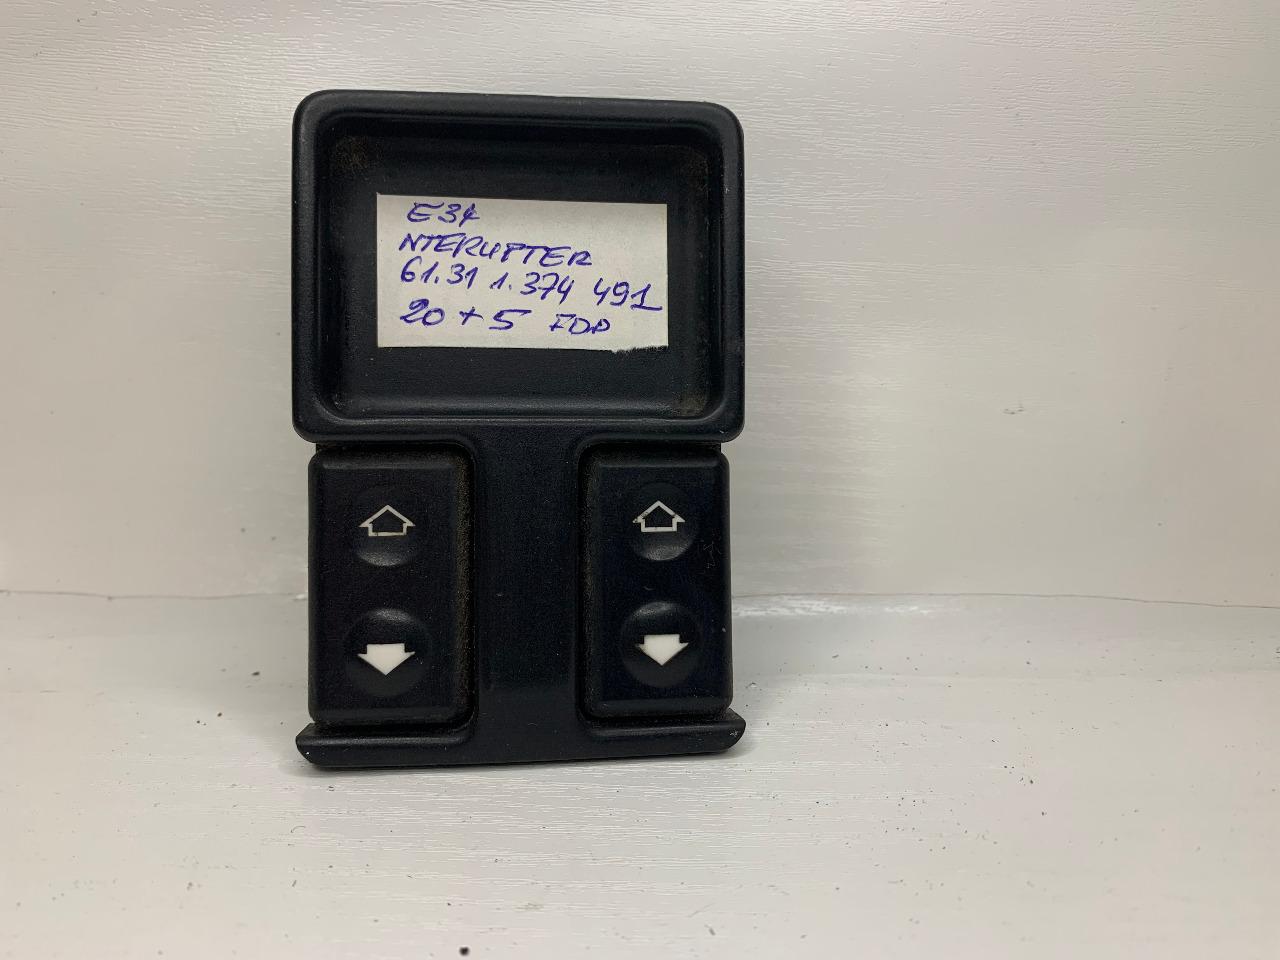 E34
NTERUPTER
61.31 1.374 491
20 + 5 FDP